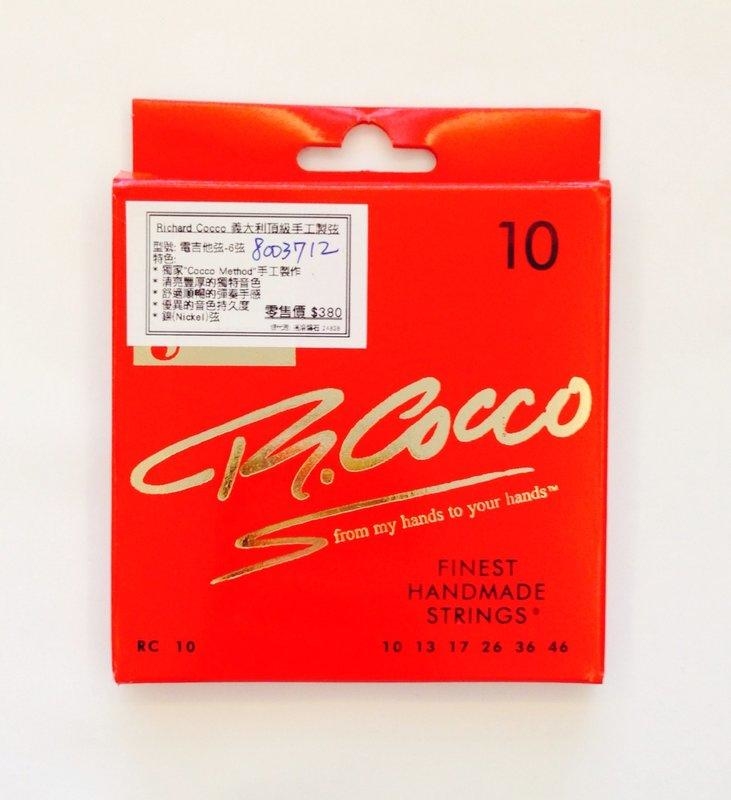 Richard Cocco 義大利頂級手工製弦
型號: 電吉他弦-6弦 8003712
特色:
* 獨家"Cocco Method"手工製作
* 清亮豐厚的獨特音色
* 舒適順暢的彈奏手感
* 優異的音色持久度
* 鎳(Nickel)弦 零售價 $380
10
R. Cocco
from my hands to your hands™
FINEST
HANDMADE
STRINGS®
RC 10 10 13 17 26 36 46